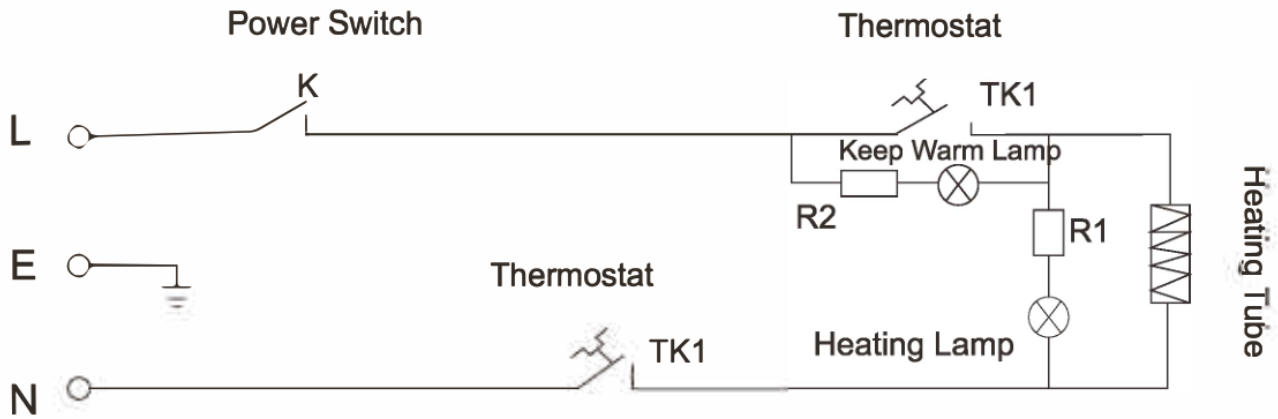 Power Switch
Thermostat
K
TK1
L
Keep Warm Lamp
R2
R1
Heating Tube
E
Thermostat
TK1
Heating Lamp
N